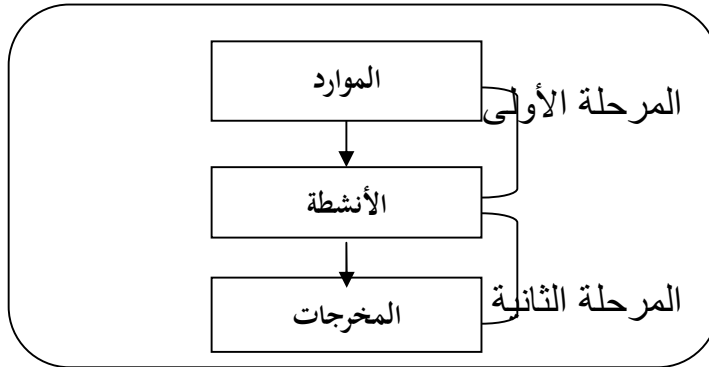 الموارد
المرحلة الأولى
الأنشطة
المرحلة الثانية
المخرجات